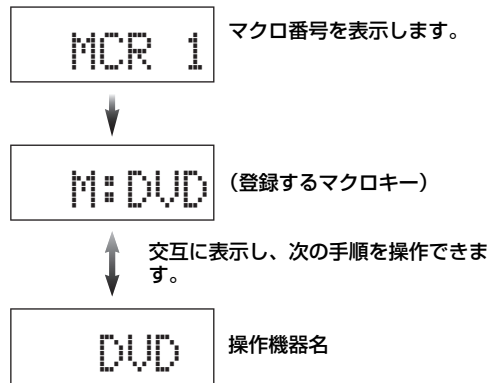 MCR 1
マクロ番号を表示します。
M:DVD
（登録するマクロキー）
交互に表示し、次の手順を操作できま
す。
DVD
操作機器名